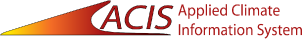 ACIS
Applied Climate
Information System